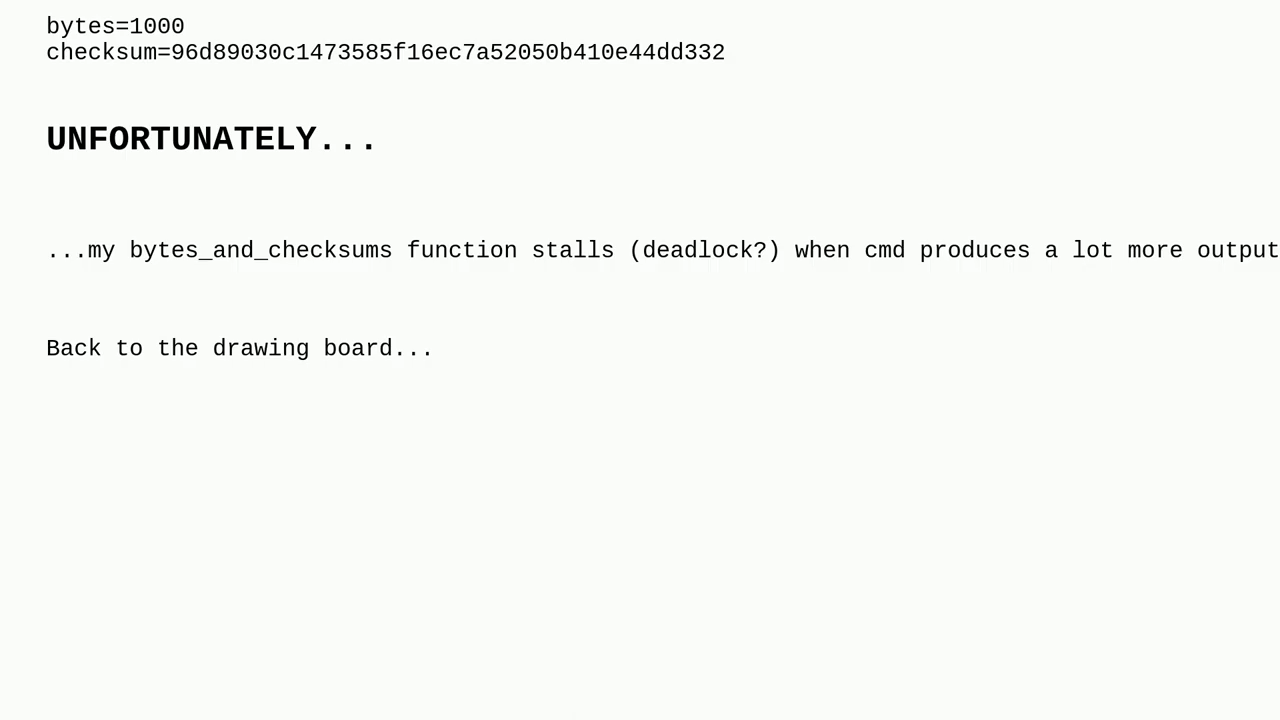 bytes=1000
checksum=96d89030c1473585f16ec7a52050b410e44dd332
UNFORTUNATELY...
...my bytes_and_checksums function stalls (deadlock?) when cmd produces a lot more output
Back to the drawing board...